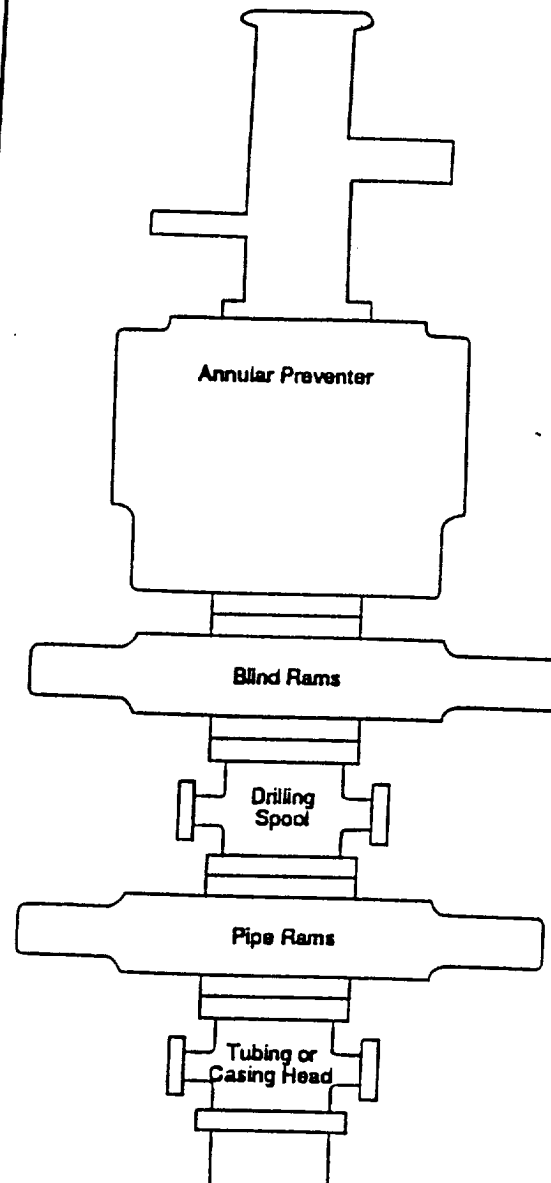 Annular Preventer
Blind Rams
Drilling
Spool
Pipe Rams
Tubing or
Casing Head